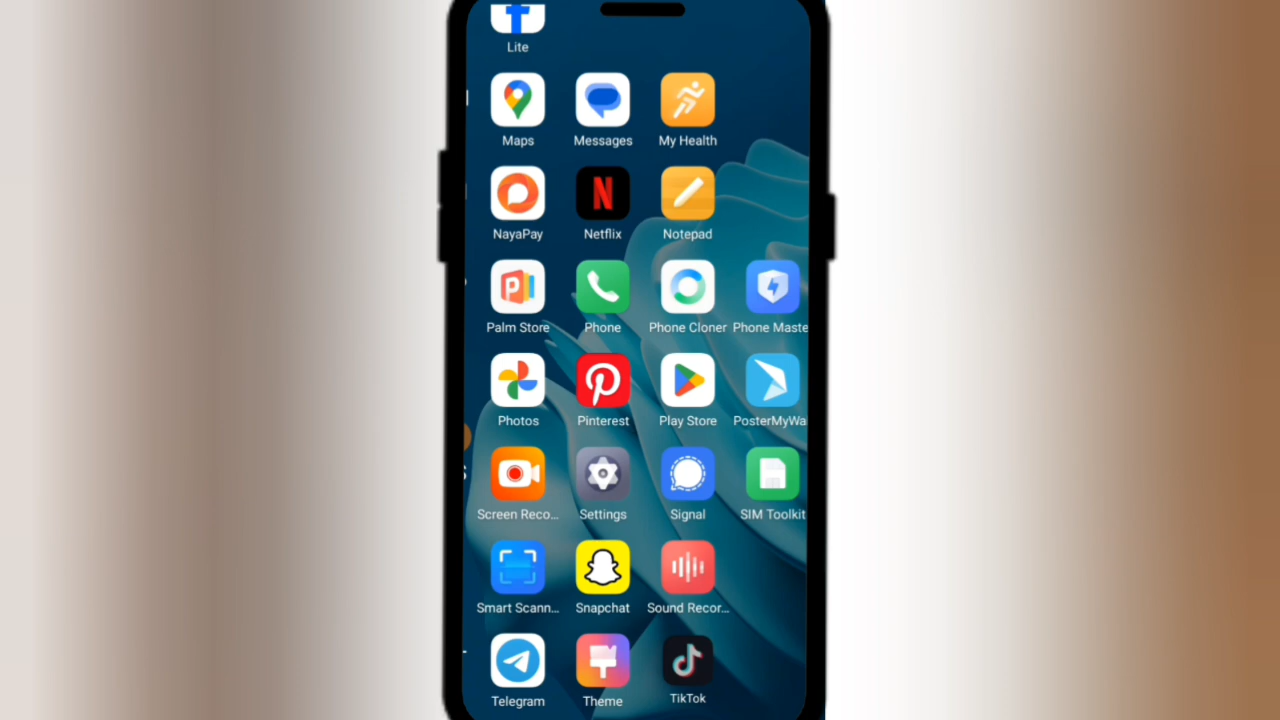 Lite
Maps Messages My Health
NayaPay Netflix Notepad
Palm Store Phone Phone Cloner Phone Maste
Photos Pinterest Play Store PosterMyWa
Screen Reco... Settings Signal SIM Toolkit
Smart Scann... Snapchat Sound Recor...
Telegram Theme TikTok